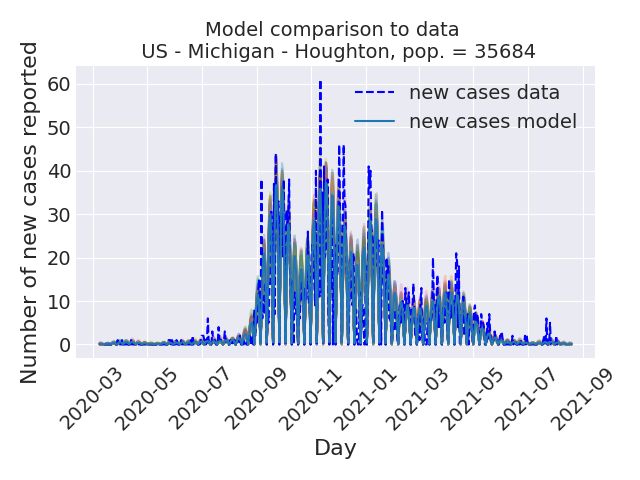 Model comparison to data
US - Michigan - Houghton, pop. = 35684
Number of new cases reported
60
50
40
30
20
10
0
new cases data
new cases model
2020-03
2020-05
2020-07
2020-09
2020-11
2021-01
2021-03
2021-05
2021-07
2021-09
Day